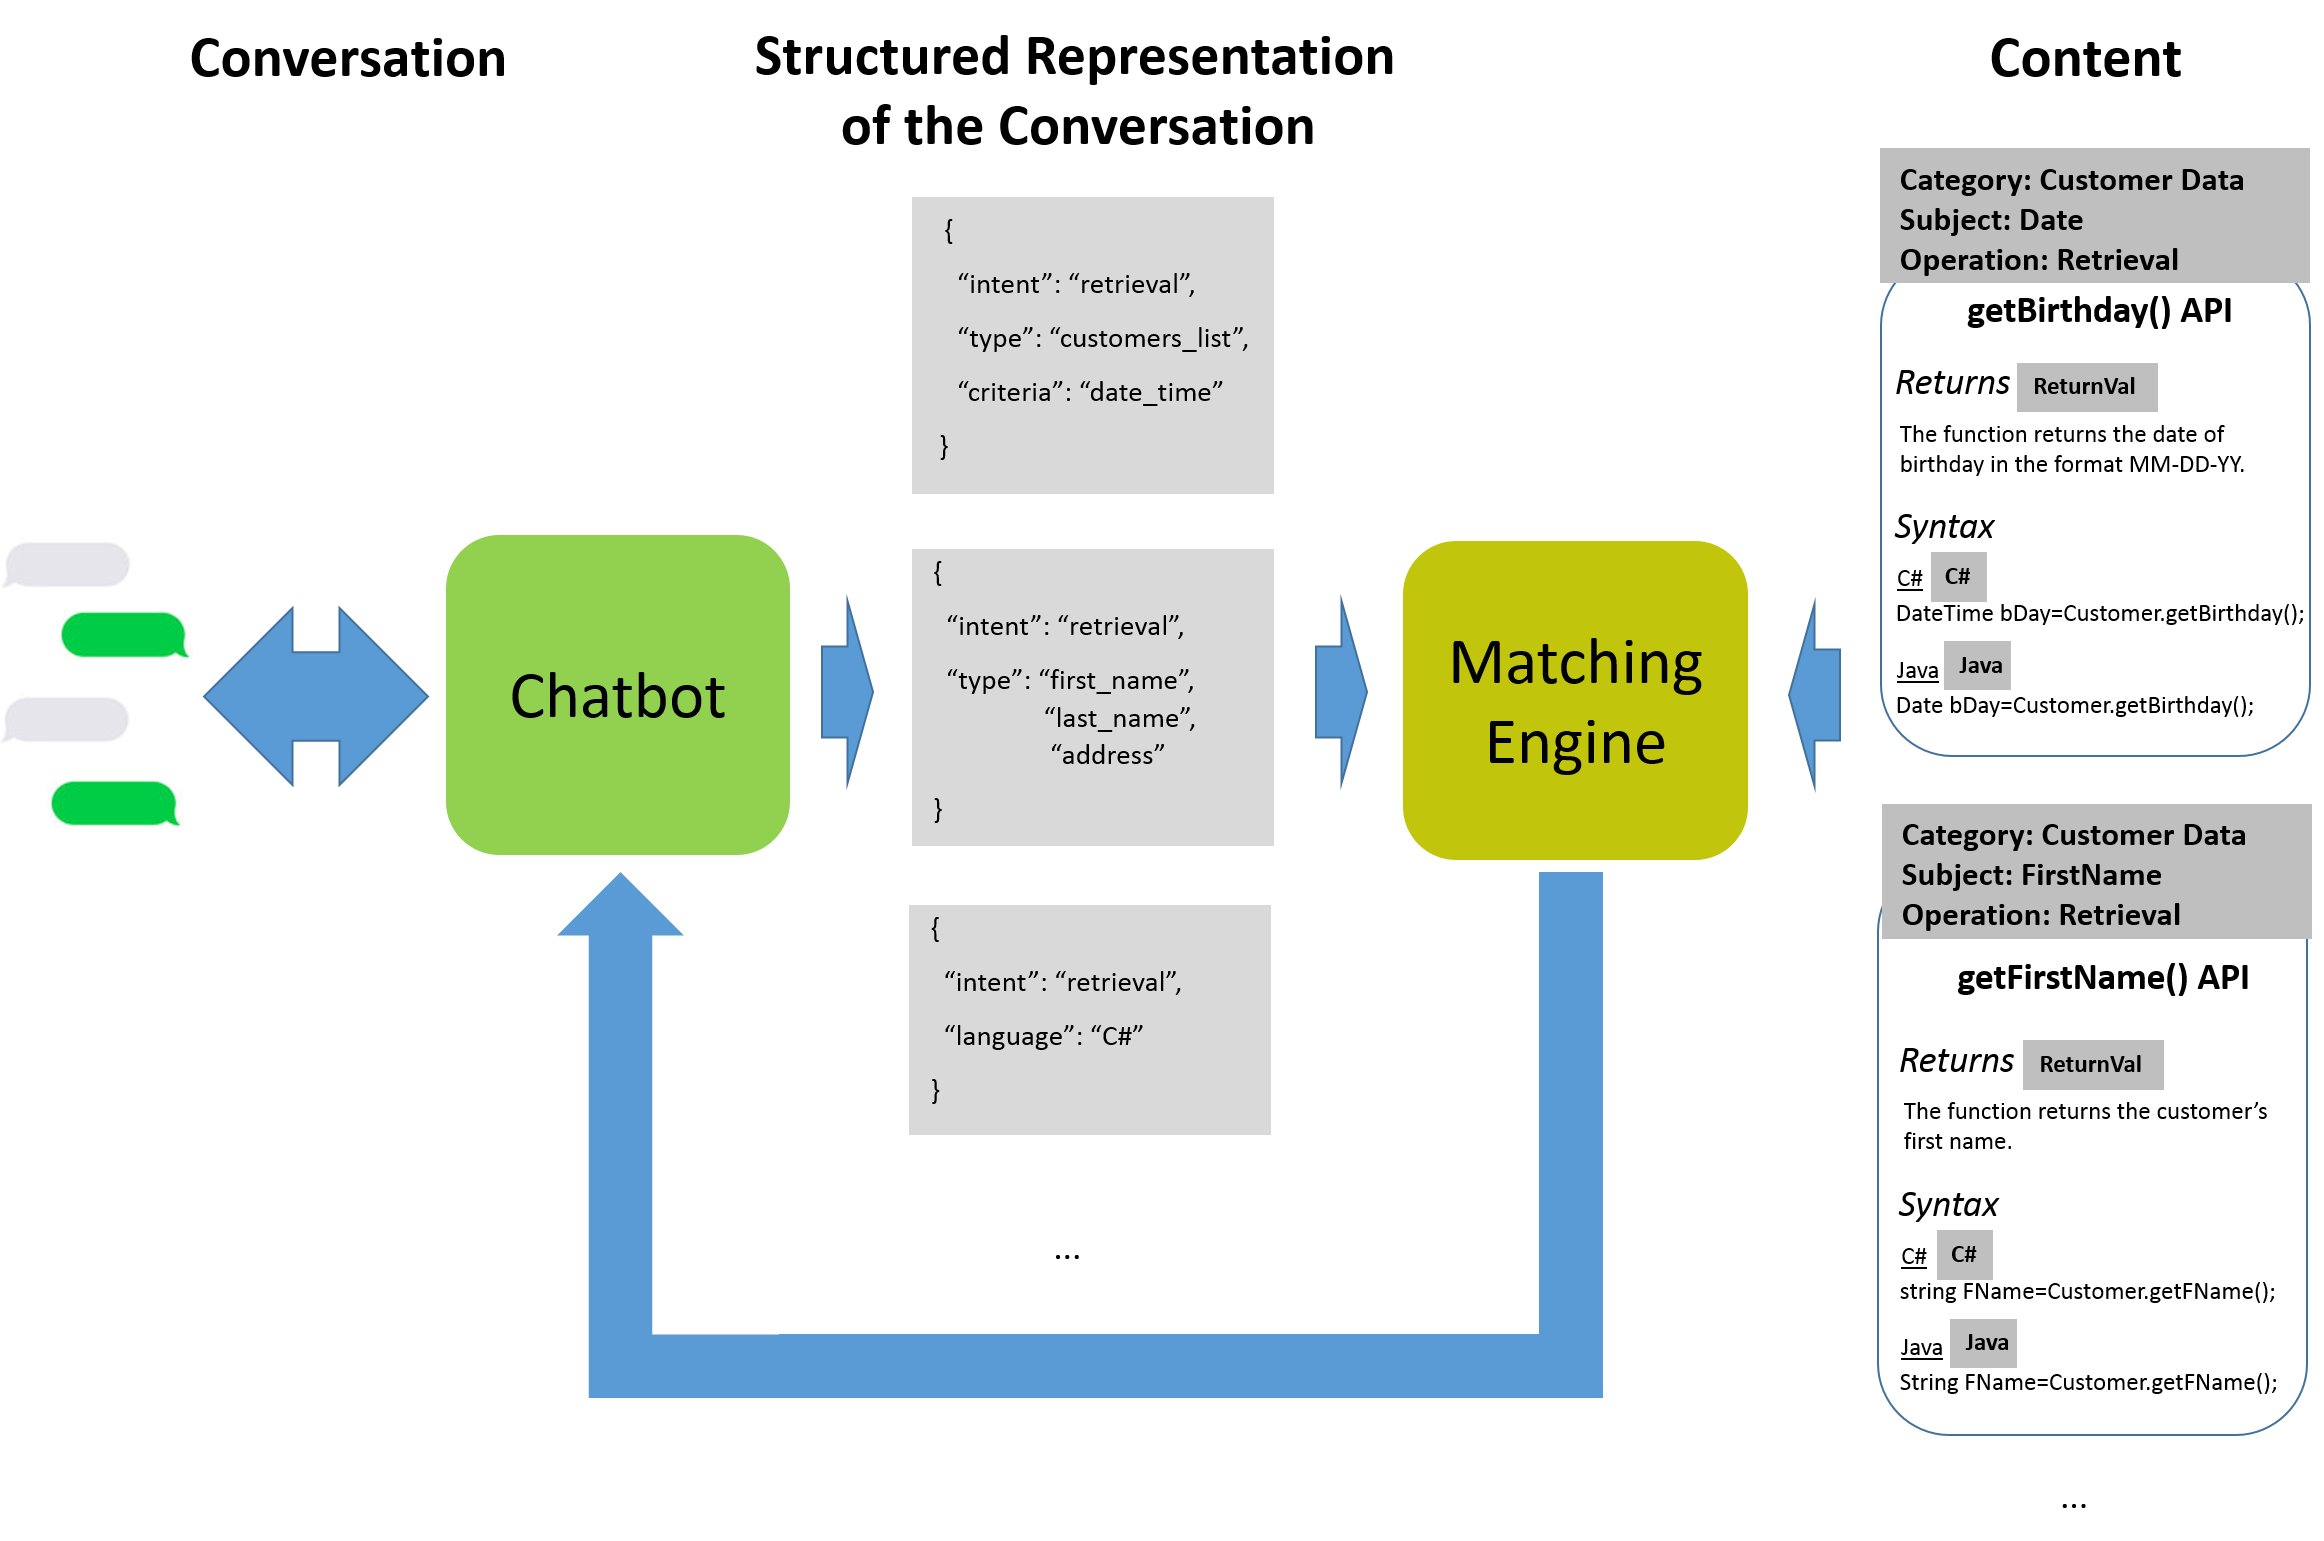 Conversation
Structured Representation
of the Conversation
Content
{
“intent”: “retrieval”,
“type”: “customers_list”,
“criteria”: “date_time”
}
Chatbot
{
“intent”: “retrieval”,
“type”: “first_name”,
“last_name”,
“address”
}
{
“intent”: “retrieval”,
“language”: “C#”
}
...
Matching
Engine
Category: Customer Data
Subject: Date
Operation: Retrieval
getBirthday() API
Returns ReturnVal
The function returns the date of
birthday in the format MM-DD-YY.
Syntax
C# C#
DateTime bDay=Customer.getBirthday();
Java Java
Date bDay=Customer.getBirthday();
Category: Customer Data
Subject: FirstName
Operation: Retrieval
getFirstName() API
Returns ReturnVal
The function returns the customer’s
first name.
Syntax
C# C#
string FName=Customer.getFName();
Java Java
String FName=Customer.getFName();
...